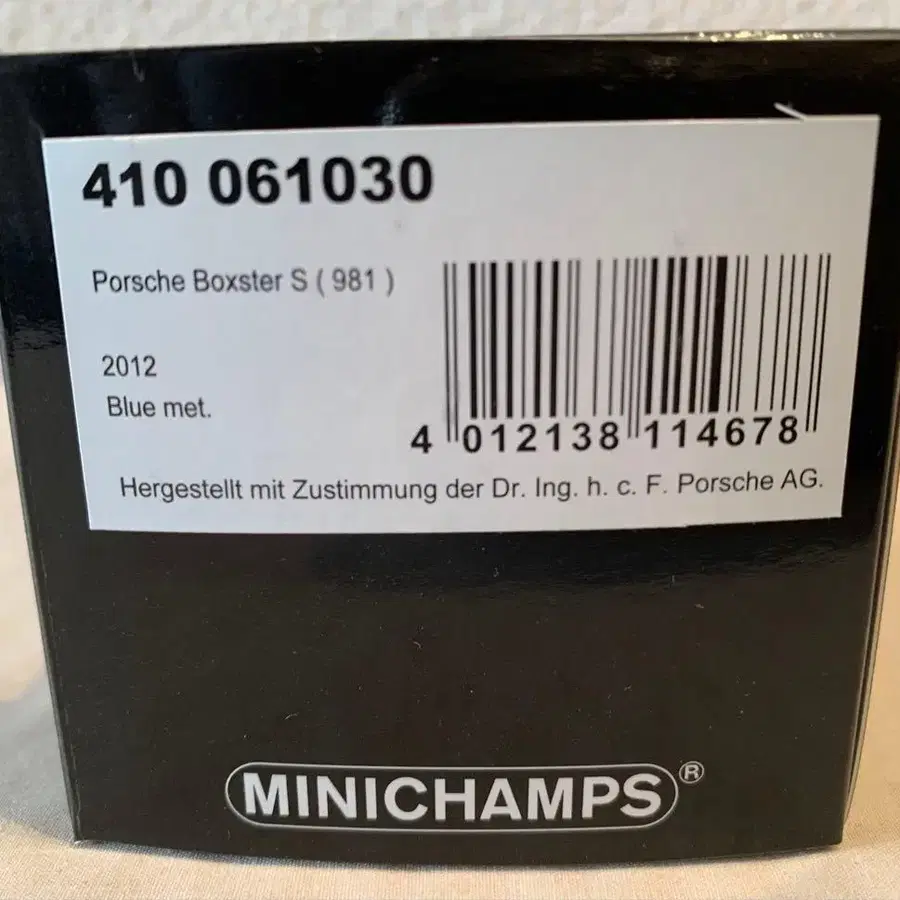 410 061030
Porsche Boxster S ( 981 )
2012
Blue met.
4 012138 114678
Hergestellt mit Zustimmung der Dr. Ing. h. c. F. Porsche AG.
MINICHAMPS®